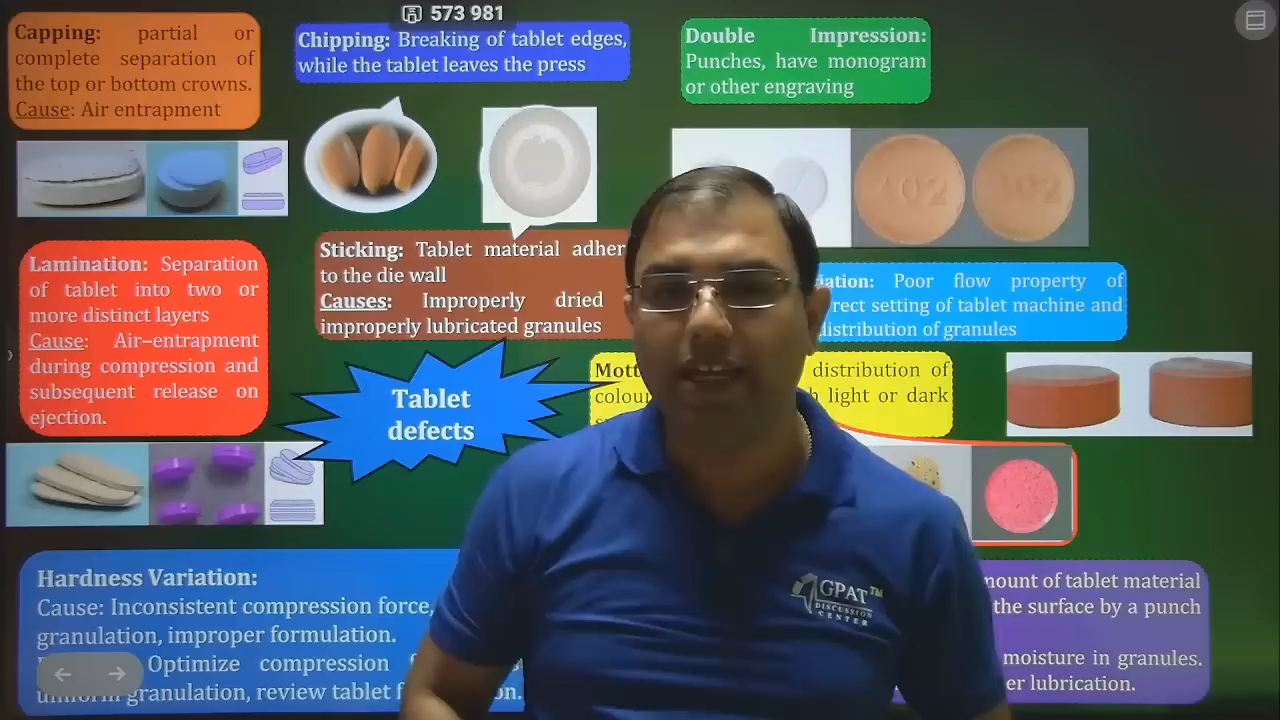 573 981
Capping: partial or
complete separation of
the top or bottom crowns.
Cause: Air entrapment
Chipping: Breaking of tablet edges,
while the tablet leaves the press
Double Impression:
Punches, have monogram
or other engraving
Lamination: Separation
of tablet into two or
more distinct layers
Cause: Air–entrapment
during compression and
subsequent release on
ejection.
Sticking: Tablet material
to the die wall
Causes: Improperly dried
improperly lubricated granules
Poor flow property of
setting of tablet machine and
distribution of granules
distribution of
light or dark
Tablet
defects
402
402
Hardness Variation:
Cause: Inconsistent compression force,
granulation, improper formulation.
Optimize compression
granulation, review tablet
of tablet material
the surface by a punch
moisture in granules.
lubrication.
GPAT TM
DISCUSSION
CENTER